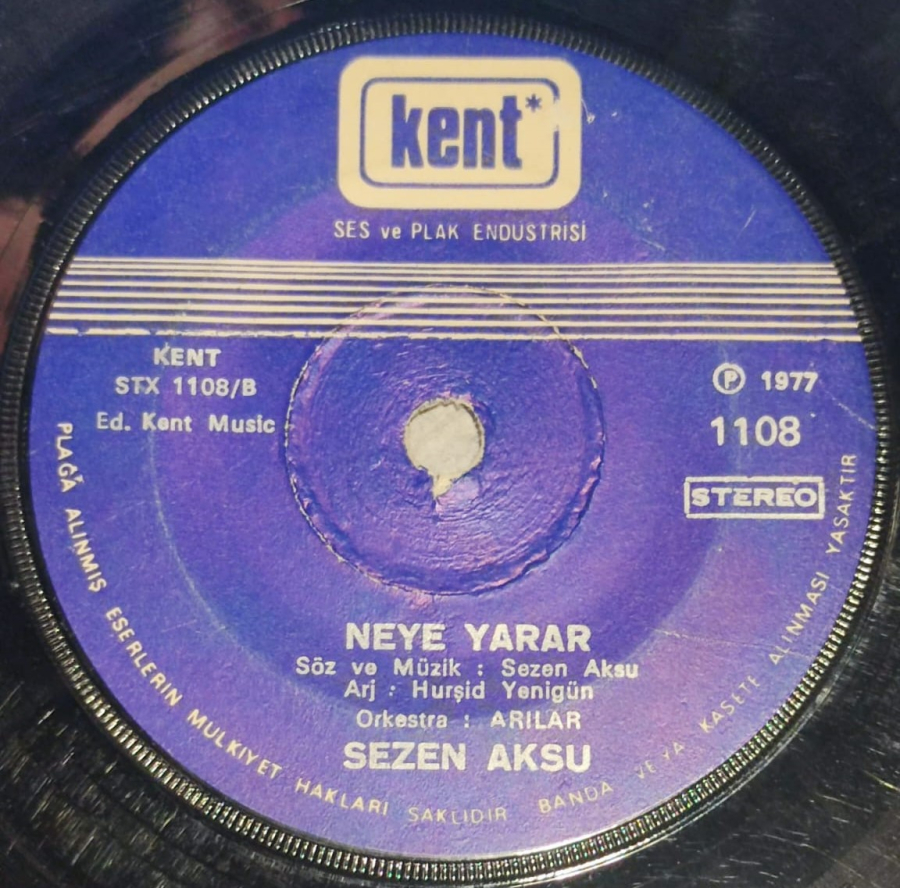 kent*
SES ve PLAK ENDUSTRİSİ
KENT
STX 1108/B
Ed. Kent Music
Ⓟ 1977
1108
STEREO
NEYE YARAR
Söz ve Müzik : Sezen Aksu
Arj : Hurşid Yenigün
Orkestra : ARILAR
SEZEN AKSU
PLAĞA ALINMIŞ ESERLERIN MULKIYET HAKLARI SAKLIDIR BANDA VEYA KASETE ALINMASI YASAKTIR